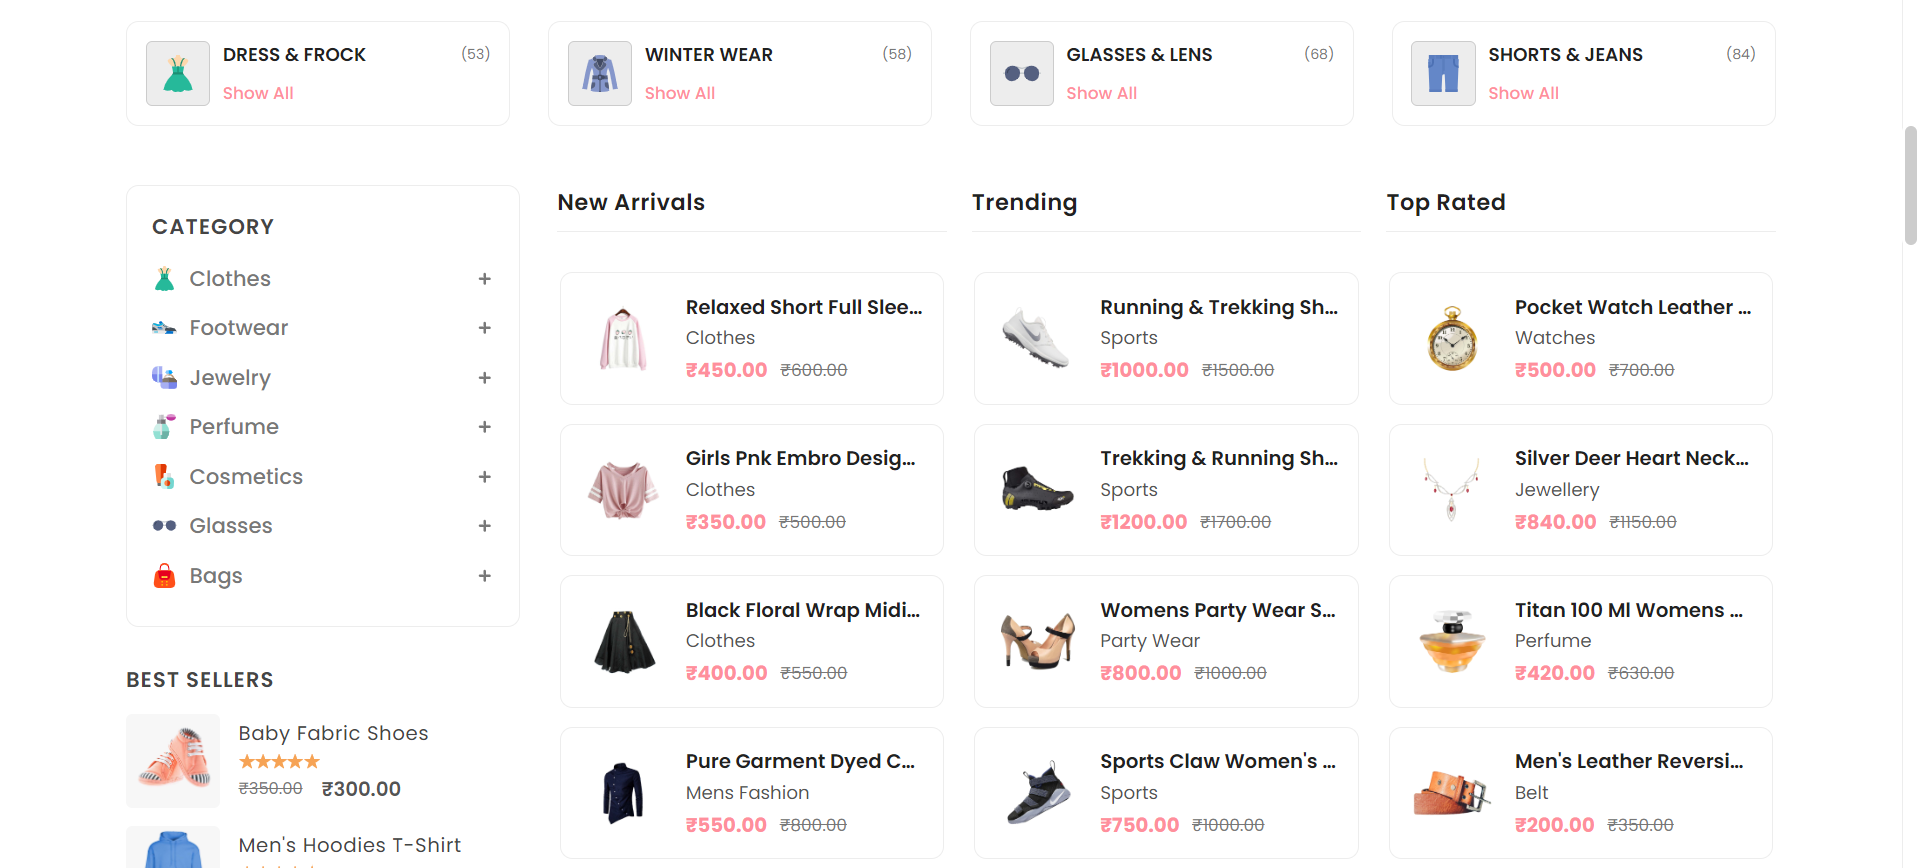 DRESS & FROCK (53)
Show All
WINTER WEAR (58)
Show All
GLASSES & LENS (68)
Show All
SHORTS & JEANS (84)
Show All
CATEGORY
Clothes +
Footwear +
Jewelry +
Perfume +
Cosmetics +
Glasses +
Bags +
BEST SELLERS
Baby Fabric Shoes
₹350.00 ₹300.00
Men's Hoodies T-Shirt
New Arrivals
Relaxed Short Full Slee...
Clothes
₹450.00 ₹600.00
Girls Pnk Embro Desig...
Clothes
₹350.00 ₹500.00
Black Floral Wrap Midi...
Clothes
₹400.00 ₹550.00
Pure Garment Dyed C...
Mens Fashion
₹550.00 ₹800.00
Trending
Running & Trekking Sh...
Sports
₹1000.00 ₹1500.00
Trekking & Running Sh...
Sports
₹1200.00 ₹1700.00
Womens Party Wear S...
Party Wear
₹800.00 ₹1000.00
Sports Claw Women's ...
Sports
₹750.00 ₹1000.00
Top Rated
Pocket Watch Leather ...
Watches
₹500.00 ₹700.00
Silver Deer Heart Neck...
Jewellery
₹840.00 ₹1150.00
Titan 100 Ml Womens ...
Perfume
₹420.00 ₹630.00
Men's Leather Reversi...
Belt
₹200.00 ₹350.00